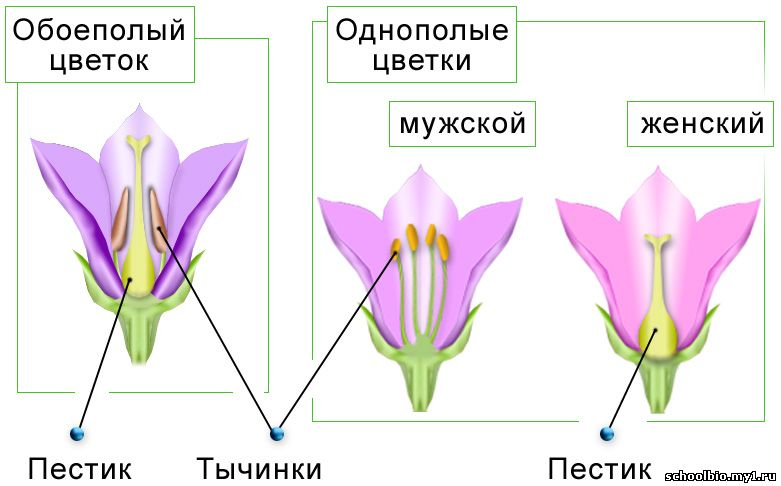 Обоеполый
цветок
Однополые
цветки
мужской
женский
Пестик
Тычинки
Пестик
schoolbio.my1.ru